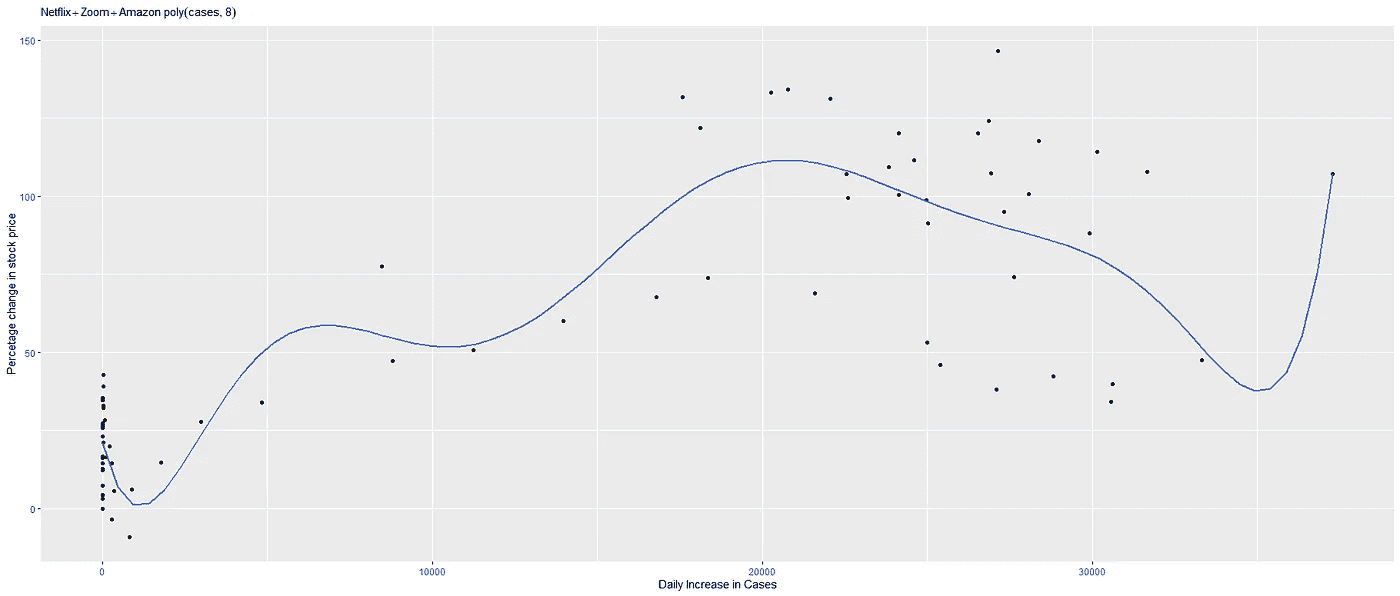 Netflix+Zoom+Amazon poly(cases, 8)
150
100
50
0
Percetage change in stock price
0 10000 20000 30000
Daily Increase in Cases